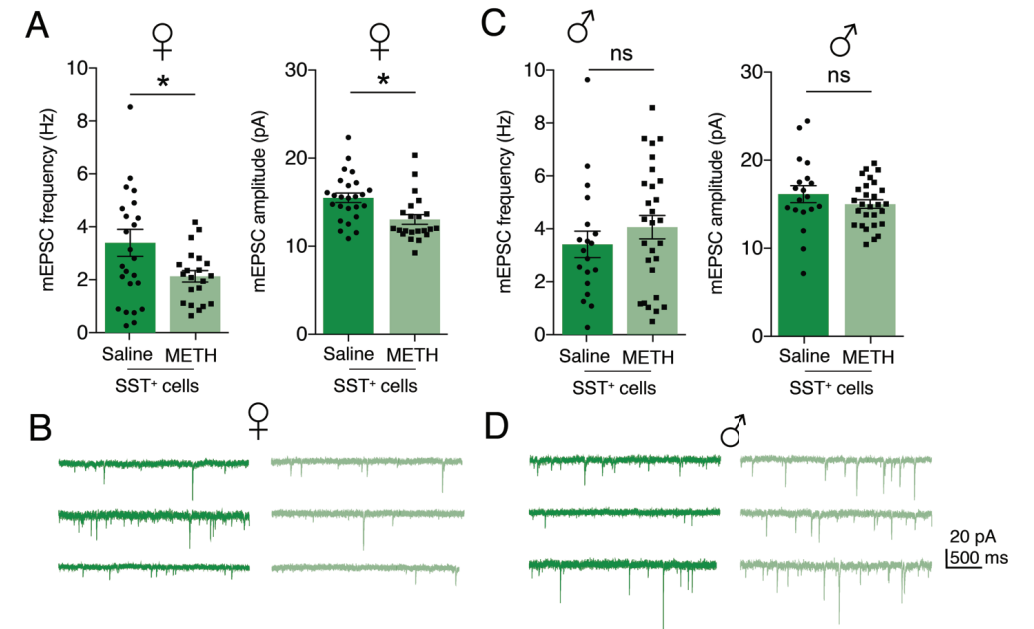 A
♀
♀
mEPSC frequency (Hz)
10
8
6
4
2
0
*
Saline
METH
SST⁺ cells
mEPSC amplitude (pA)
30
20
10
0
*
Saline
METH
SST⁺ cells
C
♂
♂
mEPSC frequency (Hz)
10
8
6
4
2
0
ns
Saline
METH
SST⁺ cells
mEPSC amplitude (pA)
30
20
10
0
ns
Saline
METH
SST⁺ cells
B
♀
D
♂
20 pA
500 ms